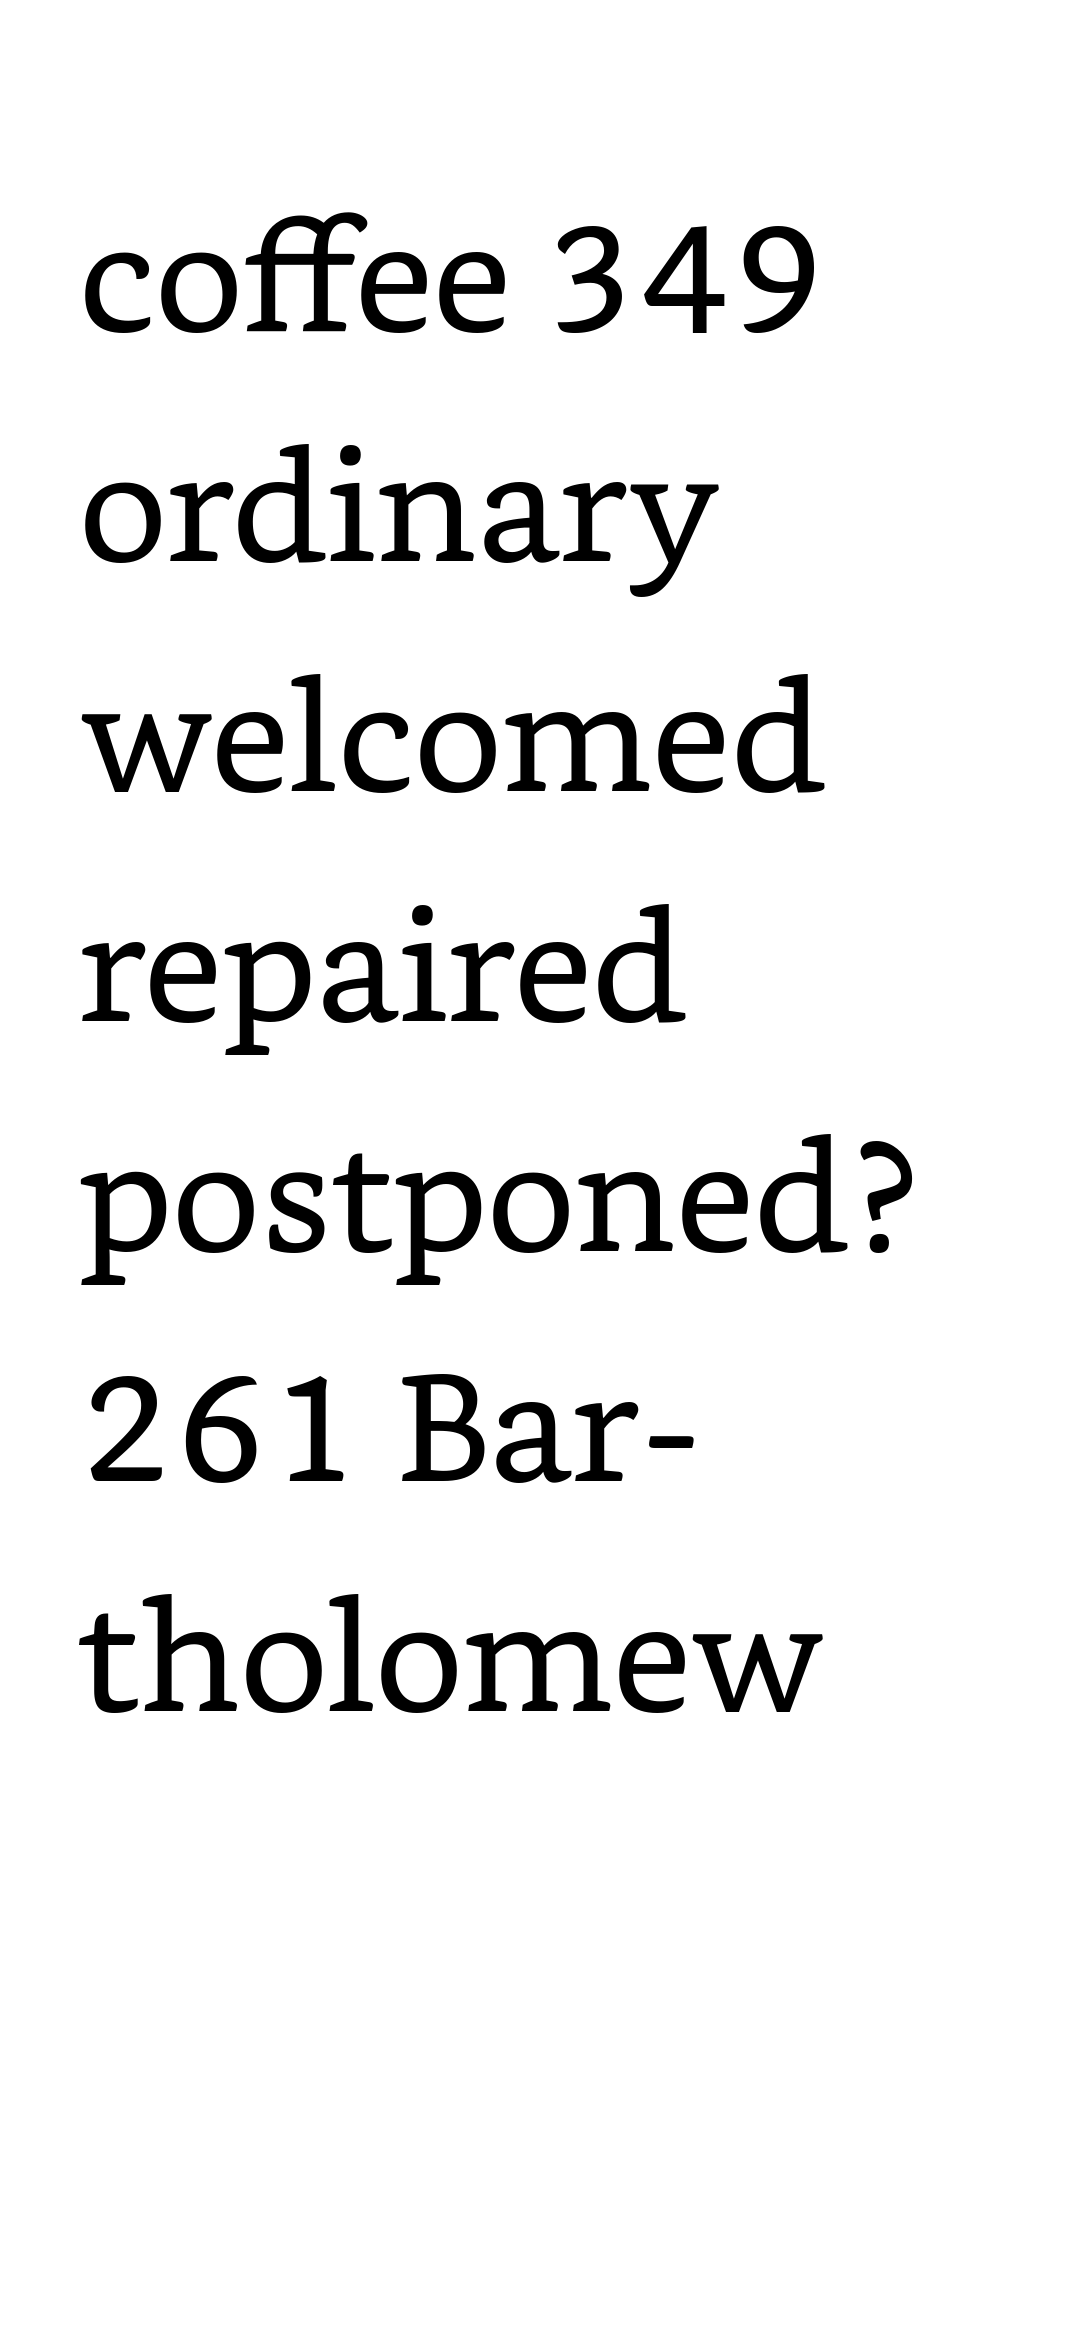 coffee 349
ordinary
welcomed
repaired
postponed?
261 Bar-
tholomew